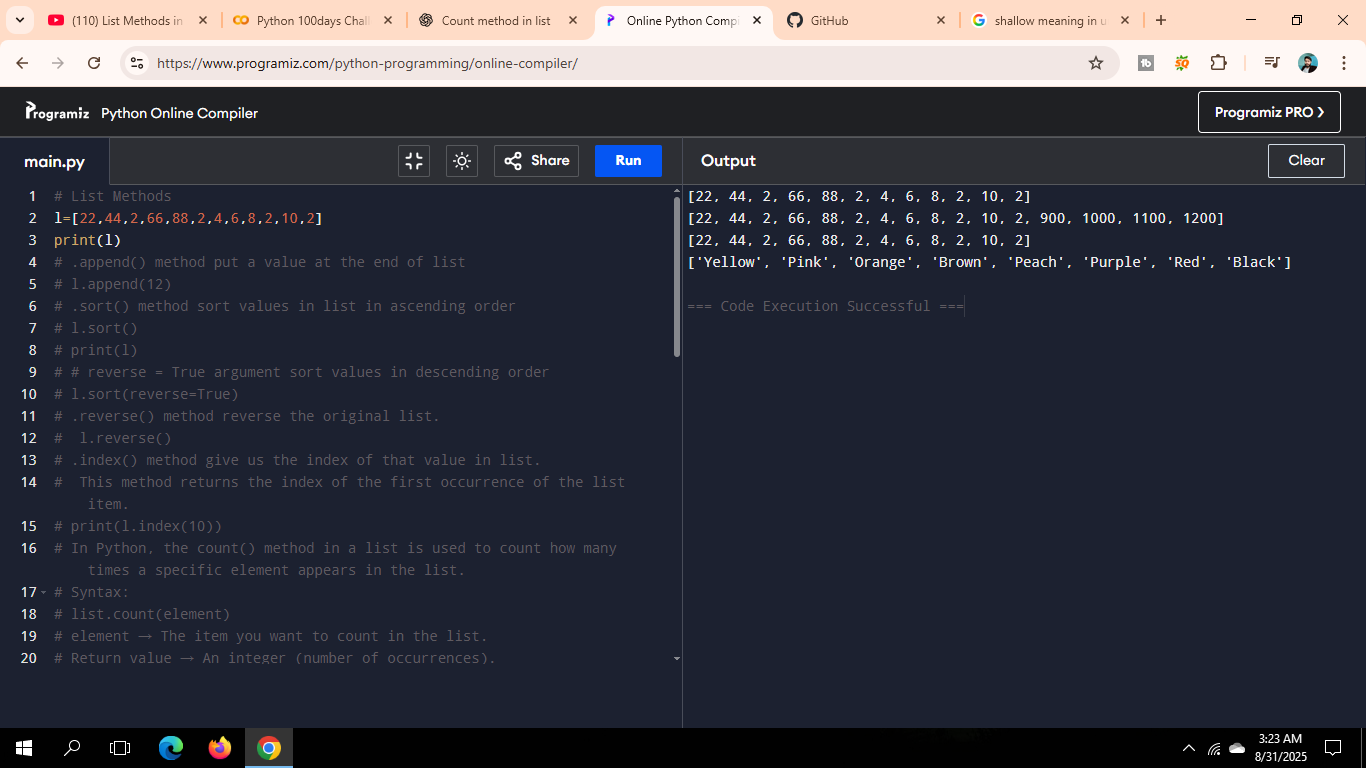 (110) List Methods in
Python 100days Chall
Count method in list
Online Python Compi
GitHub
shallow meaning in u
https://www.programiz.com/python-programming/online-compiler/
Programiz
Python Online Compiler
Programiz PRO
main.py
Share
Run
Output
Clear
1 # List Methods
2 l=[22,44,2,66,88,2,4,6,8,2,10,2]
3 print(l)
4 # .append() method put a value at the end of list
5 # l.append(12)
6 # .sort() method sort values in list in ascending order
7 # l.sort()
8 # print(l)
9 # # reverse = True argument sort values in descending order
10 # l.sort(reverse=True)
11 # .reverse() method reverse the original list.
12 #  l.reverse()
13 # .index() method give us the index of that value in list.
14 #  This method returns the index of the first occurrence of the list
item.
15 # print(l.index(10))
16 # In Python, the count() method in a list is used to count how many
times a specific element appears in the list.
17 # Syntax:
18 # list.count(element)
19 # element → The item you want to count in the list.
20 # Return value → An integer (number of occurrences).
[22, 44, 2, 66, 88, 2, 4, 6, 8, 2, 10, 2]
[22, 44, 2, 66, 88, 2, 4, 6, 8, 2, 10, 2, 900, 1000, 1100, 1200]
[22, 44, 2, 66, 88, 2, 4, 6, 8, 2, 10, 2]
['Yellow', 'Pink', 'Orange', 'Brown', 'Peach', 'Purple', 'Red', 'Black']
=== Code Execution Successful ===
3:23 AM
8/31/2025